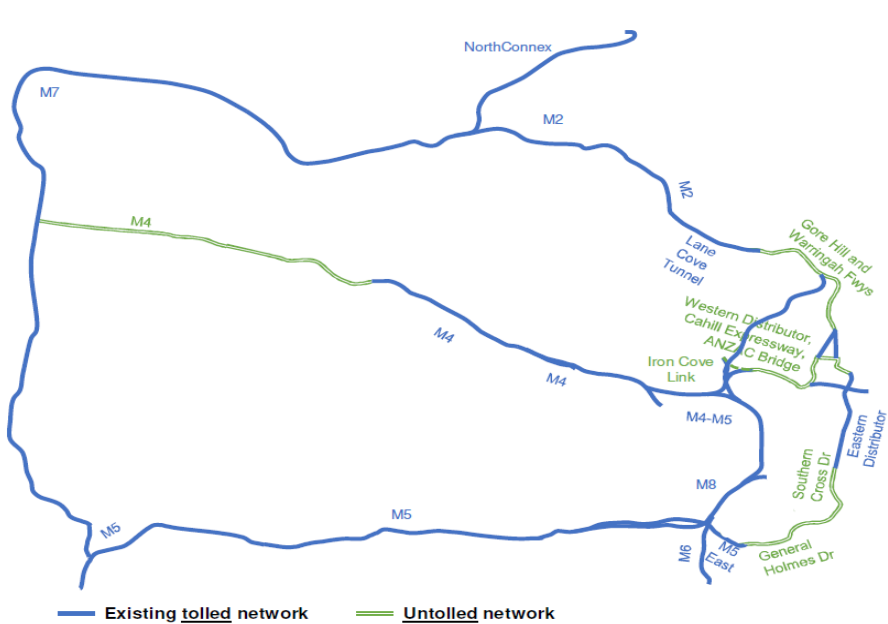 NorthConnex
M7
M2
M2
M4
Gore Hill and
Warringah Fwys
Lane
Cove
Tunnel
Western Distributor,
Cahill Expressway,
ANZAC Bridge
M4
Iron Cove
Link
M4
M4-M5
Eastern
Distributor
Southern
Cross Dr
M8
M5
M5
M6
M5
East
General
Holmes Dr
Existing tolled network
Untolled network